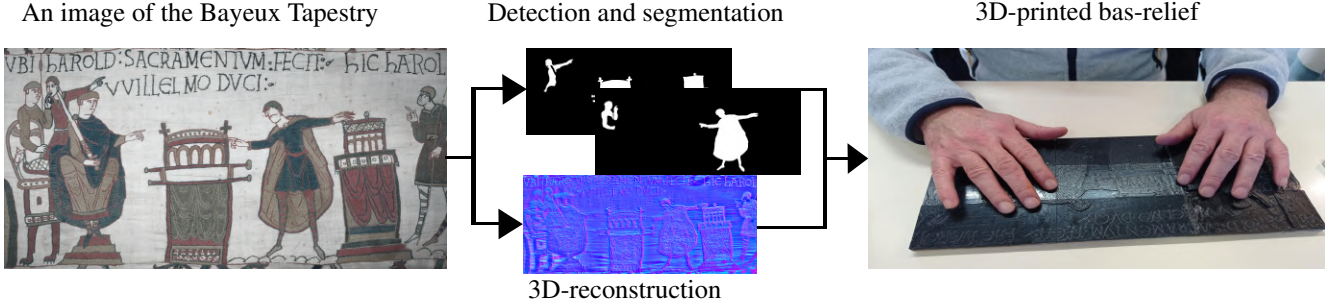 An image of the Bayeux Tapestry
Detection and segmentation
3D-printed bas-relief
VBI hAROLD: SACRAMENTVM: FECIT:- hIC hAROL
VVILLELMO DVCI:-
3D-reconstruction